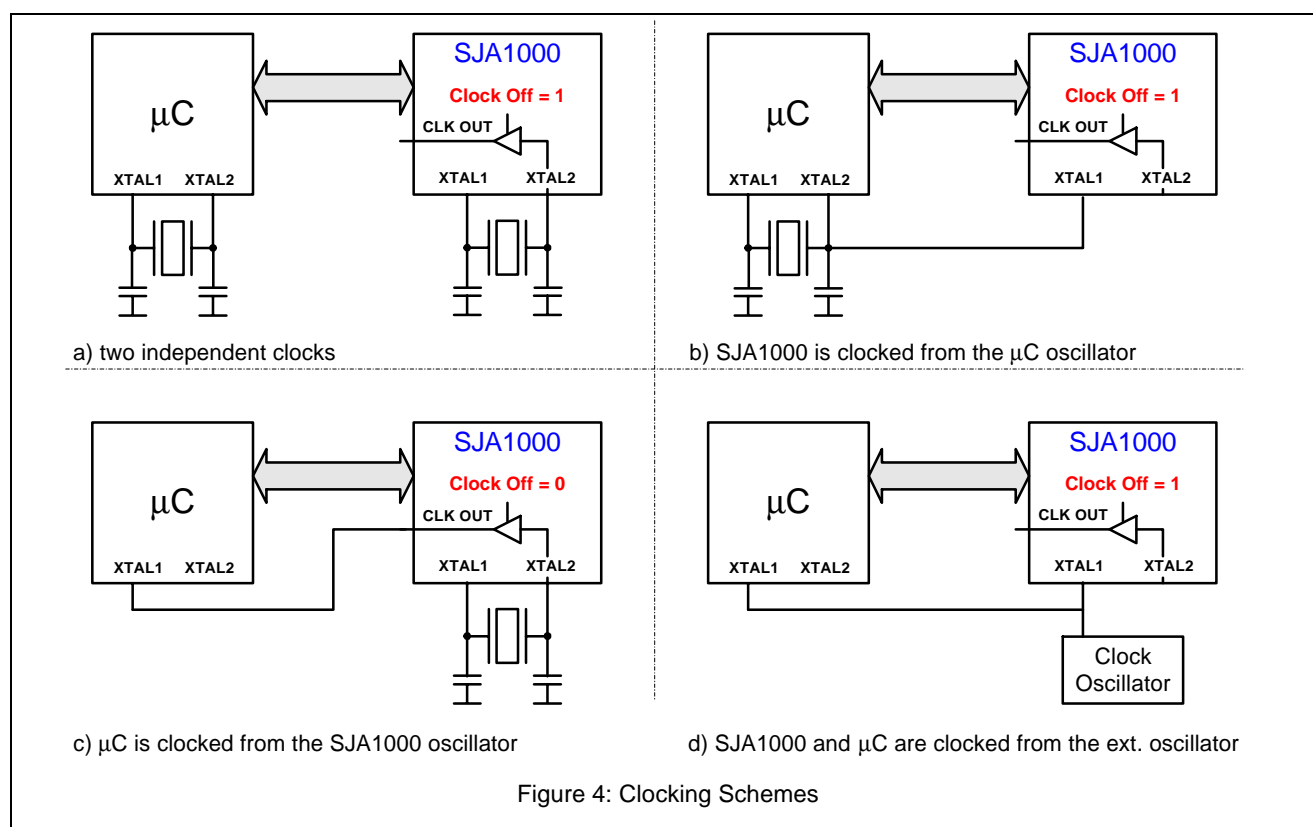 SJA1000
Clock Off = 1
μC
CLK OUT
XTAL1 XTAL2
XTAL1 XTAL2
a) two independent clocks
SJA1000
Clock Off = 1
μC
CLK OUT
XTAL1 XTAL2
XTAL1 XTAL2
b) SJA1000 is clocked from the μC oscillator
SJA1000
Clock Off = 0
μC
CLK OUT
XTAL1 XTAL2
XTAL1 XTAL2
c) μC is clocked from the SJA1000 oscillator
SJA1000
Clock Off = 1
μC
CLK OUT
XTAL1 XTAL2
XTAL1 XTAL2
Clock
Oscillator
d) SJA1000 and μC are clocked from the ext. oscillator
Figure 4: Clocking Schemes